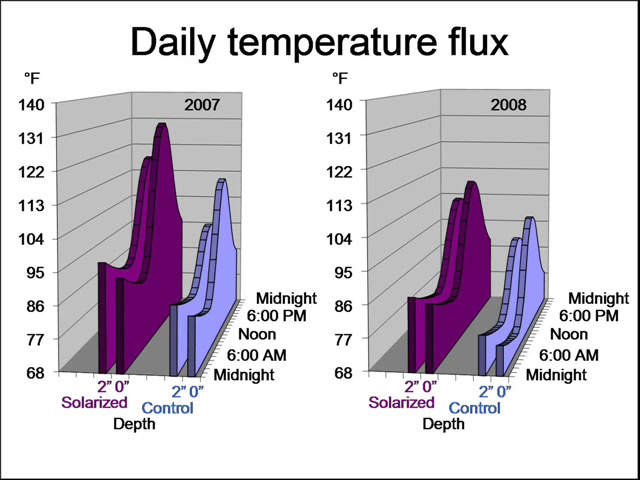 Daily temperature flux
°F
2007
140
131
122
113
104
95
86
77
68
Midnight
6:00 PM
Noon
6:00 AM
Midnight
2” 0”
2” 0”
Solarized
Control
Depth
°F
2008
140
131
122
113
104
95
86
77
68
Midnight
6:00 PM
Noon
6:00 AM
Midnight
2” 0”
2” 0”
Solarized
Control
Depth